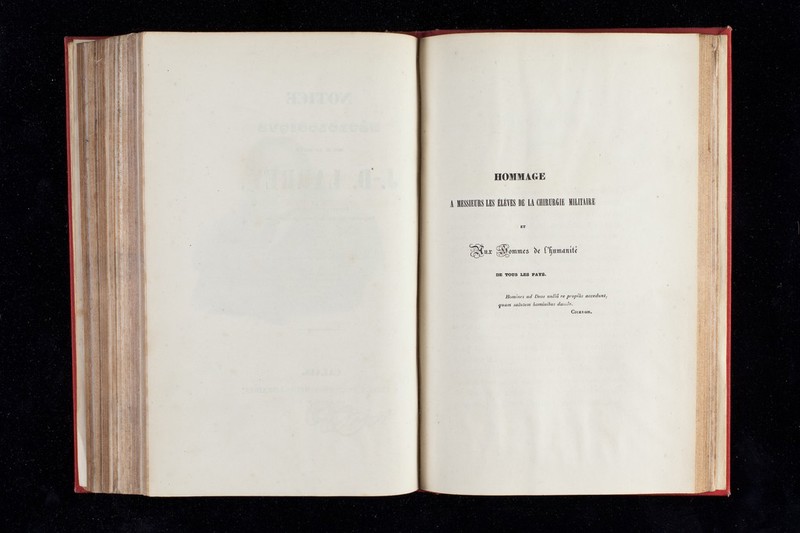 HOMMAGE
A MESSIEURS LES ÉLÈVES DE LA CHIRURGIE MILITAIRE
ET
Aux Hommes de l'humanité
DE TOUS LES PAYS.
Homines ad Deos nullâ re propiùs accedunt,
quam salutem hominibus dando.
CICERON.